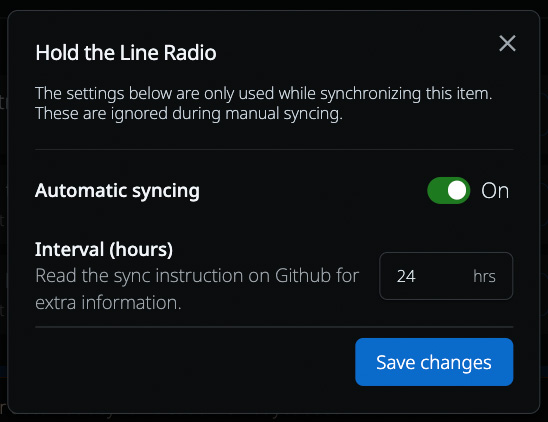 Hold the Line Radio
The settings below are only used while synchronizing this item.
These are ignored during manual syncing.
Automatic syncing
On
Interval (hours)
Read the sync instruction on Github for
extra information.
24
hrs
Save changes